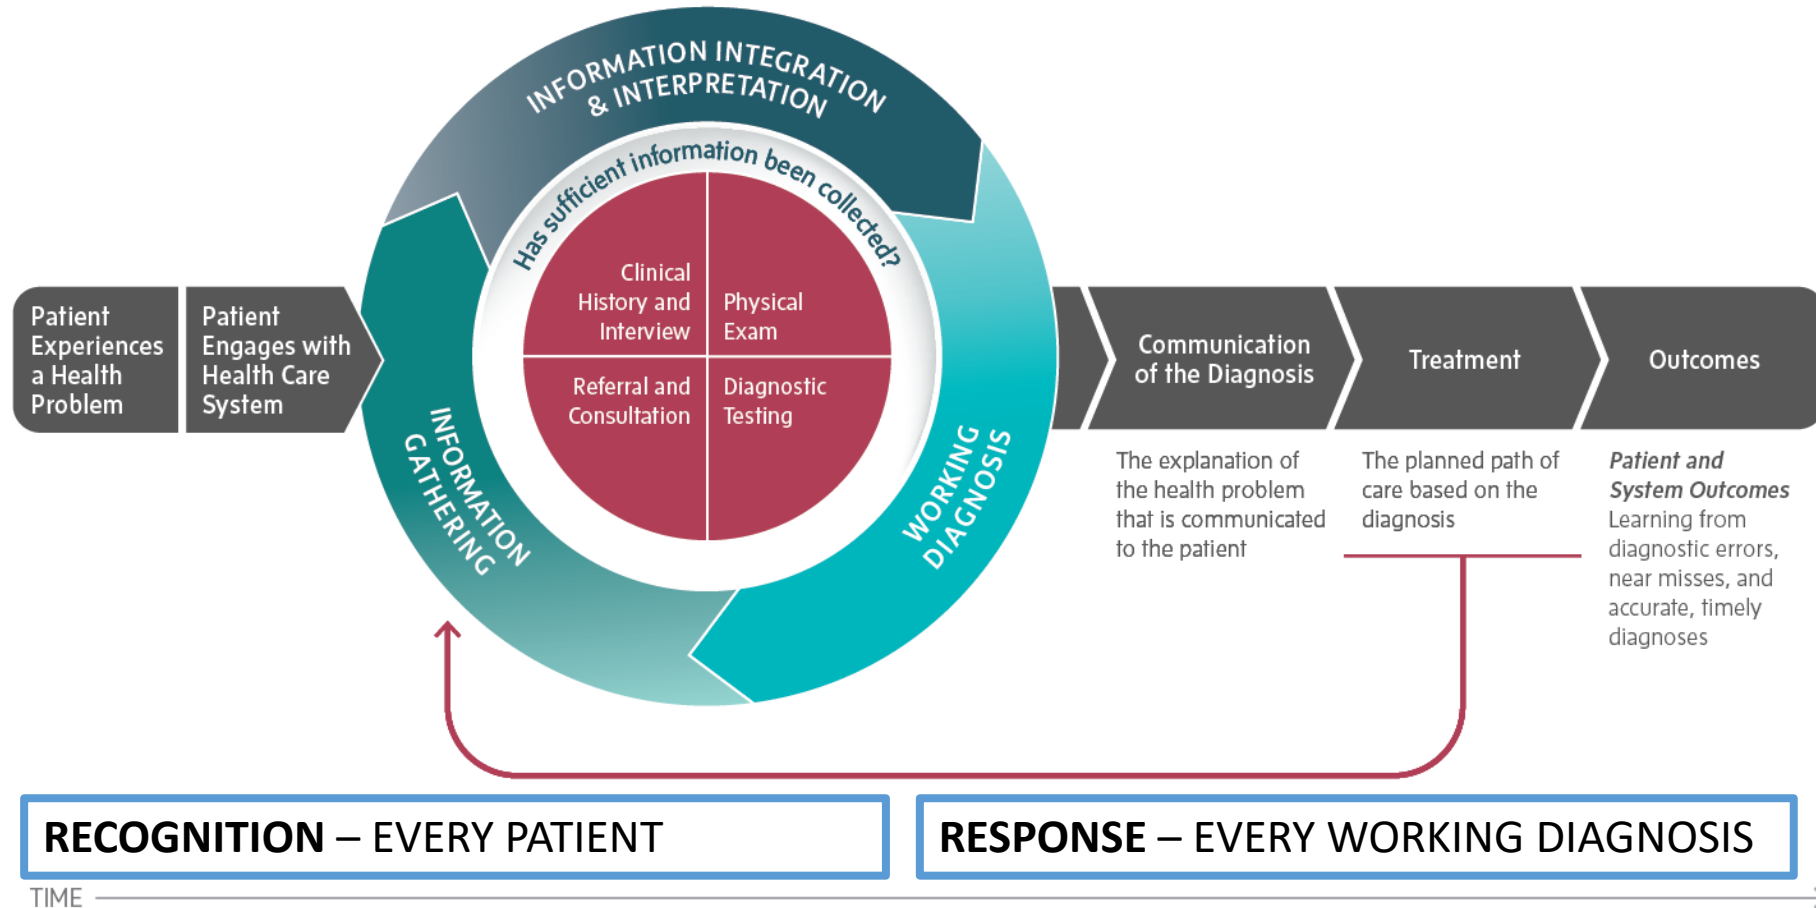 INFORMATION INTEGRATION
& INTERPRETATION
Has sufficient information been collected?
Clinical
History and
Interview
Physical
Exam
Referral and
Consultation
Diagnostic
Testing
INFORMATION
GATHERING
WORKING
DIAGNOSIS
Patient
Experiences
a Health
Problem
Patient
Engages with
Health Care
System
Communication
of the Diagnosis
Treatment
Outcomes
The explanation of
the health problem
that is communicated
to the patient
The planned path of
care based on the
diagnosis
Patient and
System Outcomes
Learning from
diagnostic errors,
near misses, and
accurate, timely
diagnoses
RECOGNITION – EVERY PATIENT
RESPONSE – EVERY WORKING DIAGNOSIS
TIME